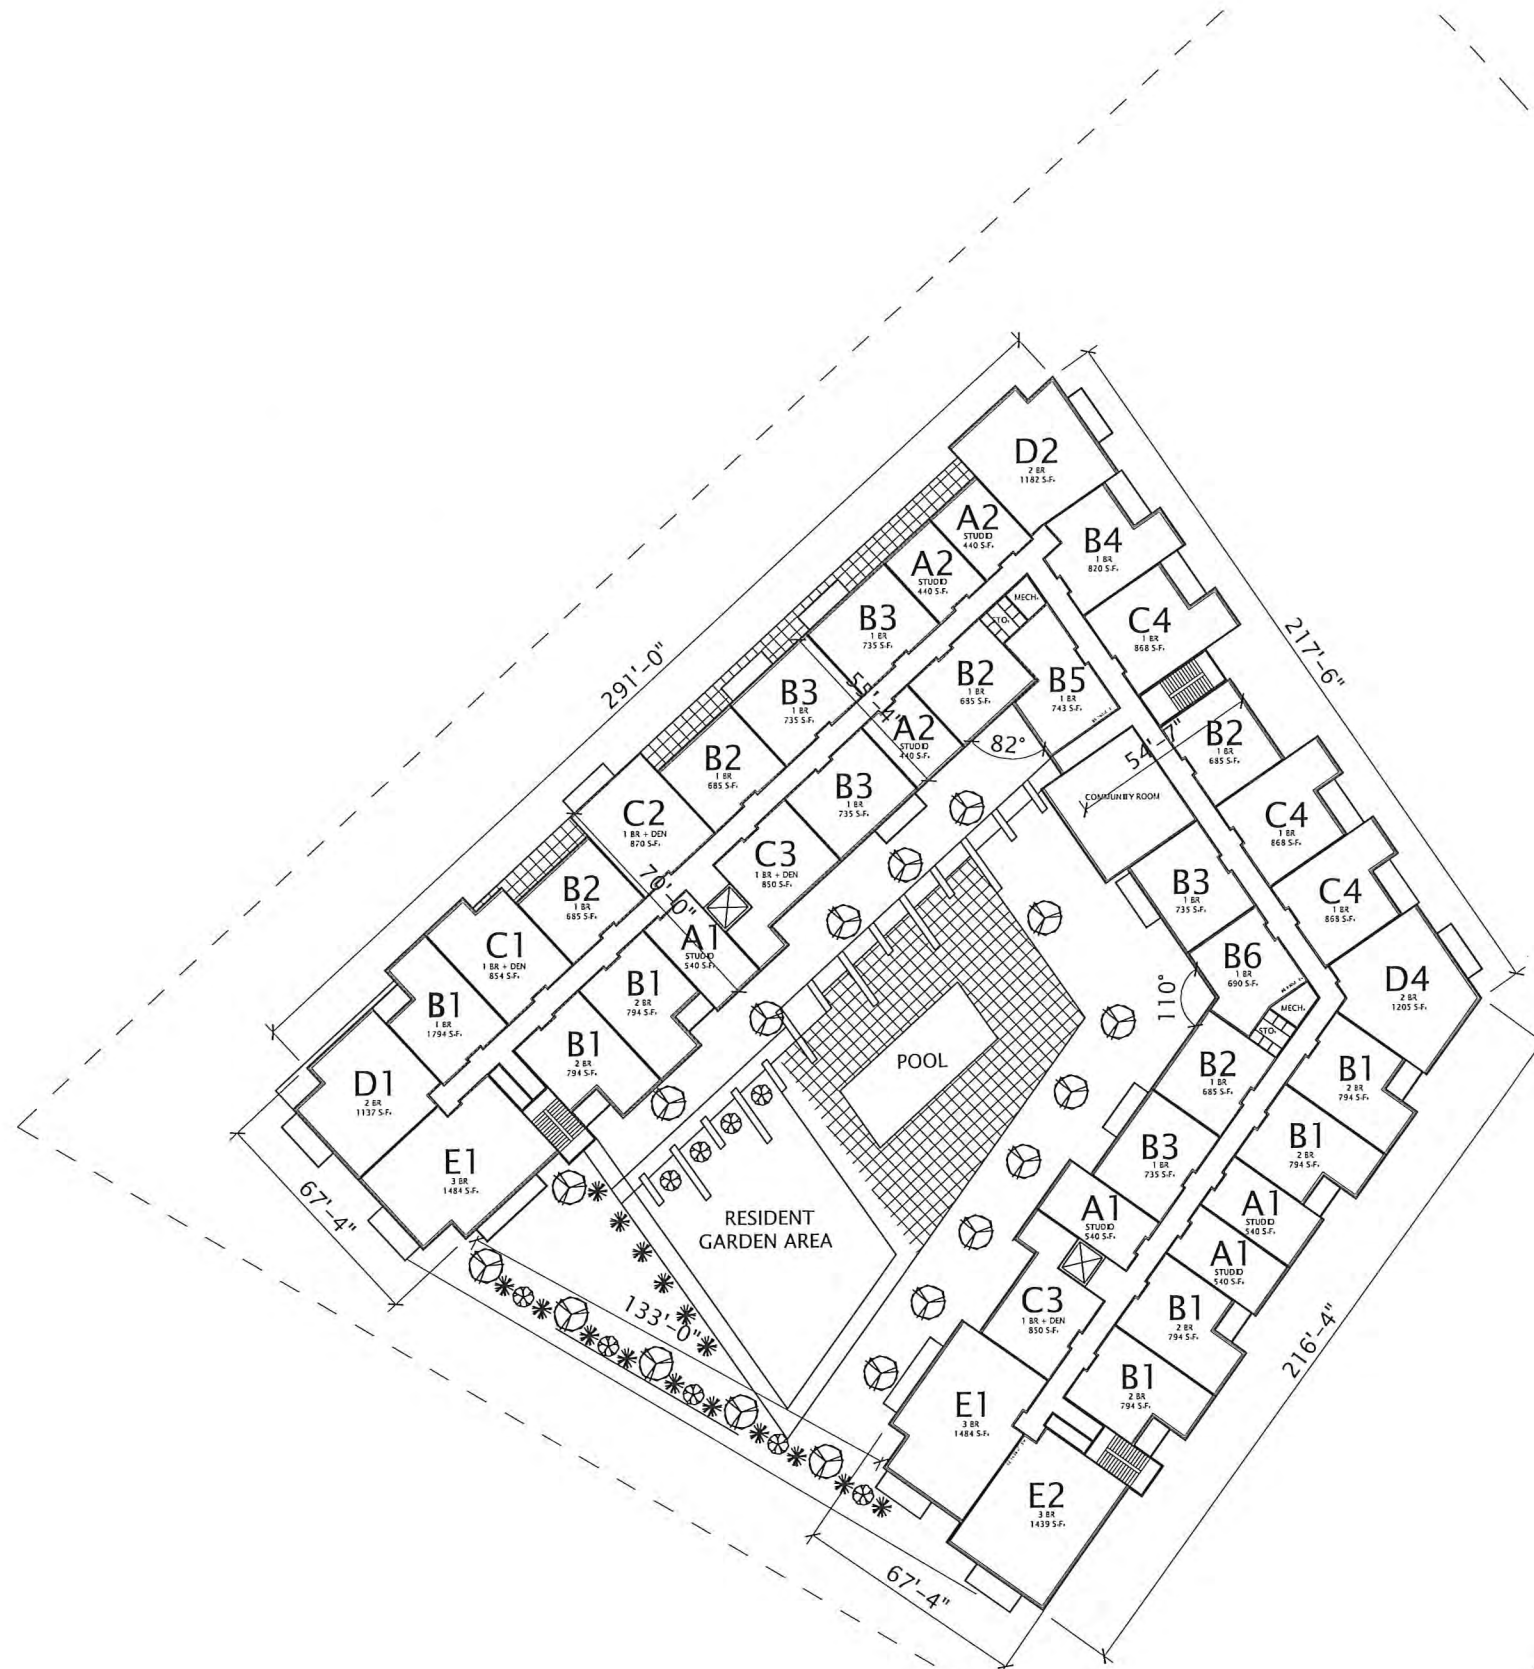 D2
2 BR
1182 S.F.
A2
STUDIO
440 S.F.
B4
1 BR
820 S.F.
A2
STUDIO
440 S.F.
MECH.
STO.
B3
1 BR
735 S.F.
C4
1 BR
868 S.F.
291'-0"
217'-6"
B2
1 BR
685 S.F.
B5
1 BR
743 S.F.
B3
1 BR
735 S.F.
A2
STUDIO
440 S.F.
82°
54'-7"
B2
1 BR
685 S.F.
B2
1 BR
685 S.F.
B3
1 BR
735 S.F.
COMMUNITY ROOM
C2
1 BR + DEN
870 S.F.
C4
1 BR
868 S.F.
C3
1 BR + DEN
850 S.F.
70'-0"
B2
1 BR
685 S.F.
B3
1 BR
735 S.F.
C4
1 BR
868 S.F.
C1
1 BR + DEN
854 S.F.
A1
STUDIO
540 S.F.
B6
1 BR
690 S.F.
D4
2 BR
1205 S.F.
B1
2 BR
794 S.F.
110°
B1
1 BR
1794 S.F.
MECH.
STO.
B1
2 BR
794 S.F.
POOL
B2
1 BR
685 S.F.
B1
2 BR
794 S.F.
D1
2 BR
1137 S.F.
B1
2 BR
794 S.F.
B3
1 BR
735 S.F.
E1
3 BR
1484 S.F.
67'-4"
RESIDENT
GARDEN AREA
A1
STUDIO
540 S.F.
A1
STUDIO
540 S.F.
A1
STUDIO
540 S.F.
133'-0"
C3
1 BR + DEN
850 S.F.
B1
2 BR
794 S.F.
216'-4"
B1
2 BR
794 S.F.
E1
3 BR
1484 S.F.
E2
3 BR
1439 S.F.
67'-4"